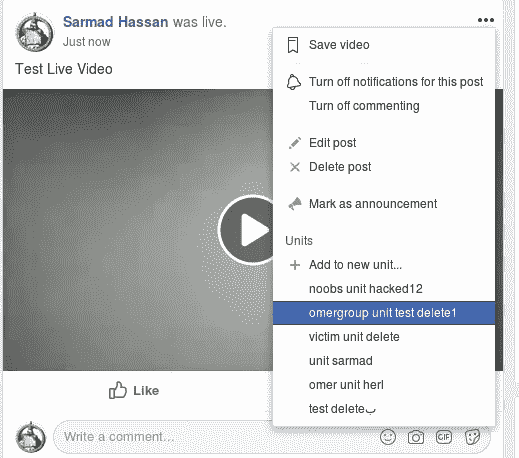 Sarmad Hassan was live.
Just now
Test Live Video
Save video
Turn off notifications for this post
Turn off commenting
Edit post
Delete post
Mark as announcement
Units
Add to new unit...
noobs unit hacked12
omergroup unit test delete1
victim unit delete
unit sarmad
omer unit herl
test deleteب
Like
Write a comment...
GIF